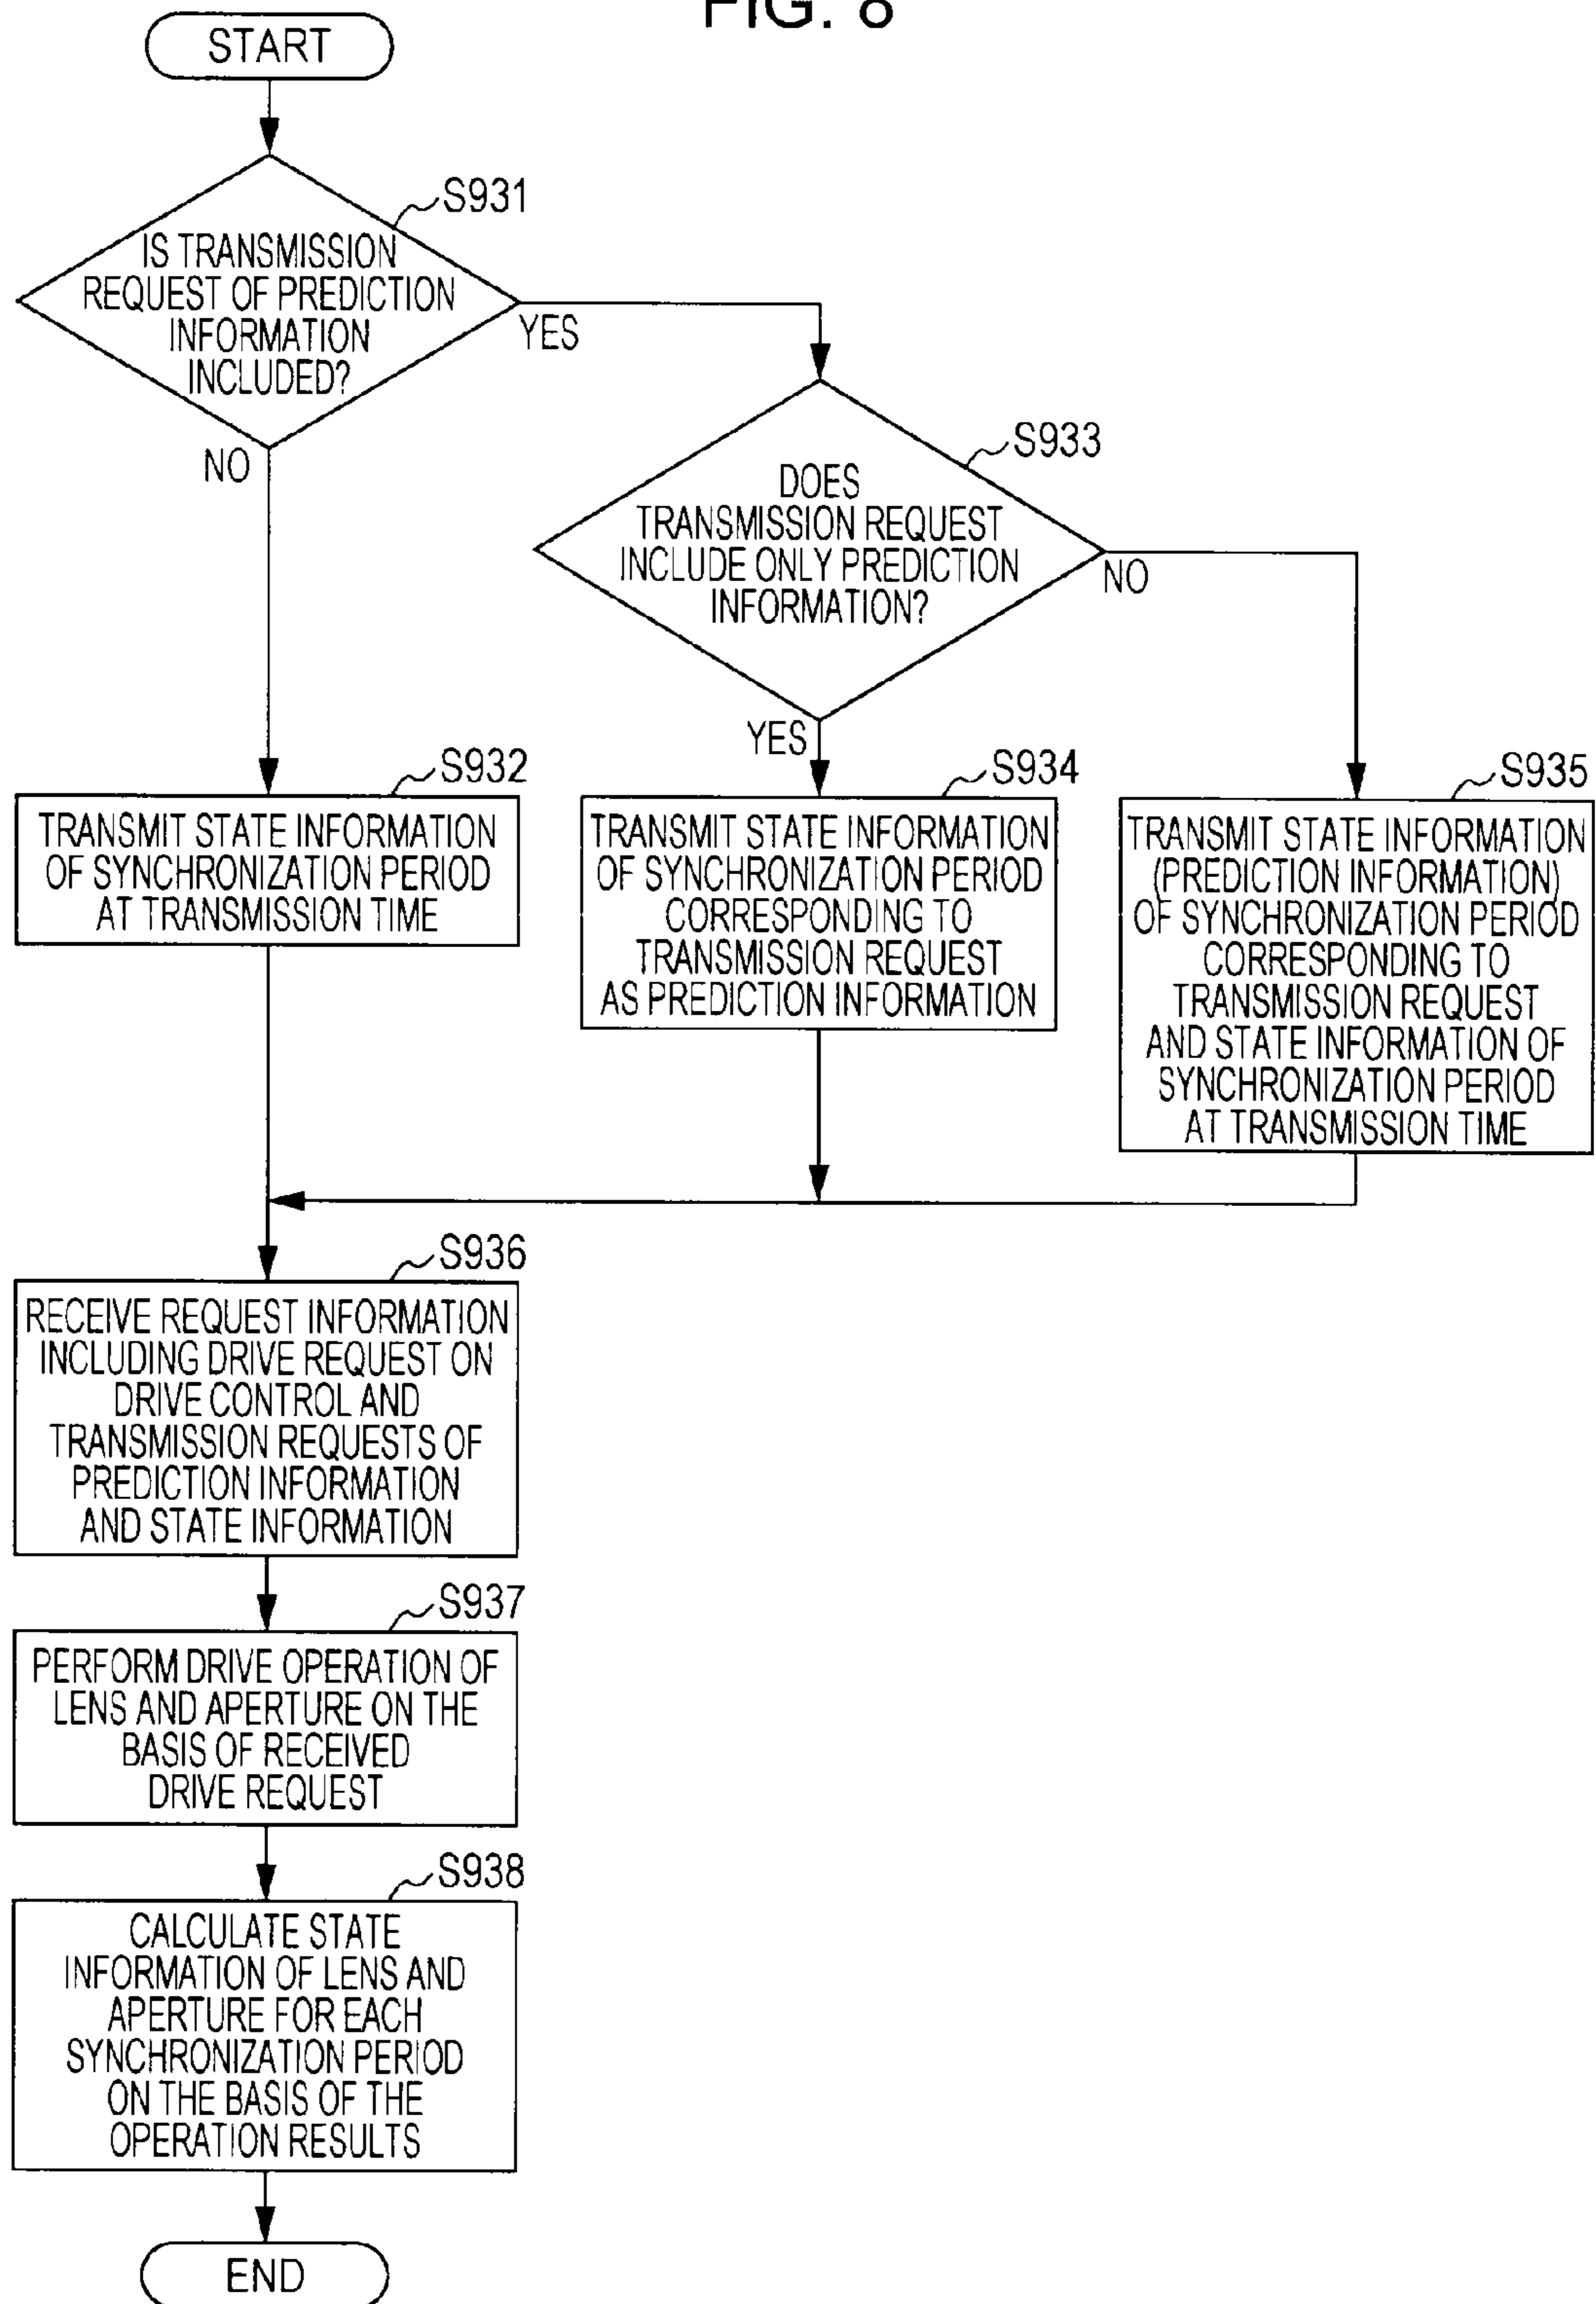 FIG. 8
START
S931
IS TRANSMISSION
REQUEST OF PREDICTION
INFORMATION
INCLUDED?
YES
NO
S933
DOES
TRANSMISSION REQUEST
INCLUDE ONLY PREDICTION
INFORMATION?
NO
YES
S932
TRANSMIT STATE INFORMATION
OF SYNCHRONIZATION PERIOD
AT TRANSMISSION TIME
S934
TRANSMIT STATE INFORMATION
OF SYNCHRONIZATION PERIOD
CORRESPONDING TO
TRANSMISSION REQUEST
AS PREDICTION INFORMATION
S935
TRANSMIT STATE INFORMATION
(PREDICTION INFORMATION)
OF SYNCHRONIZATION PERIOD
CORRESPONDING TO
TRANSMISSION REQUEST
AND STATE INFORMATION OF
SYNCHRONIZATION PERIOD
AT TRANSMISSION TIME
S936
RECEIVE REQUEST INFORMATION
INCLUDING DRIVE REQUEST ON
DRIVE CONTROL AND
TRANSMISSION REQUESTS OF
PREDICTION INFORMATION
AND STATE INFORMATION
S937
PERFORM DRIVE OPERATION OF
LENS AND APERTURE ON THE
BASIS OF RECEIVED
DRIVE REQUEST
S938
CALCULATE STATE
INFORMATION OF LENS AND
APERTURE FOR EACH
SYNCHRONIZATION PERIOD
ON THE BASIS OF THE
OPERATION RESULTS
END